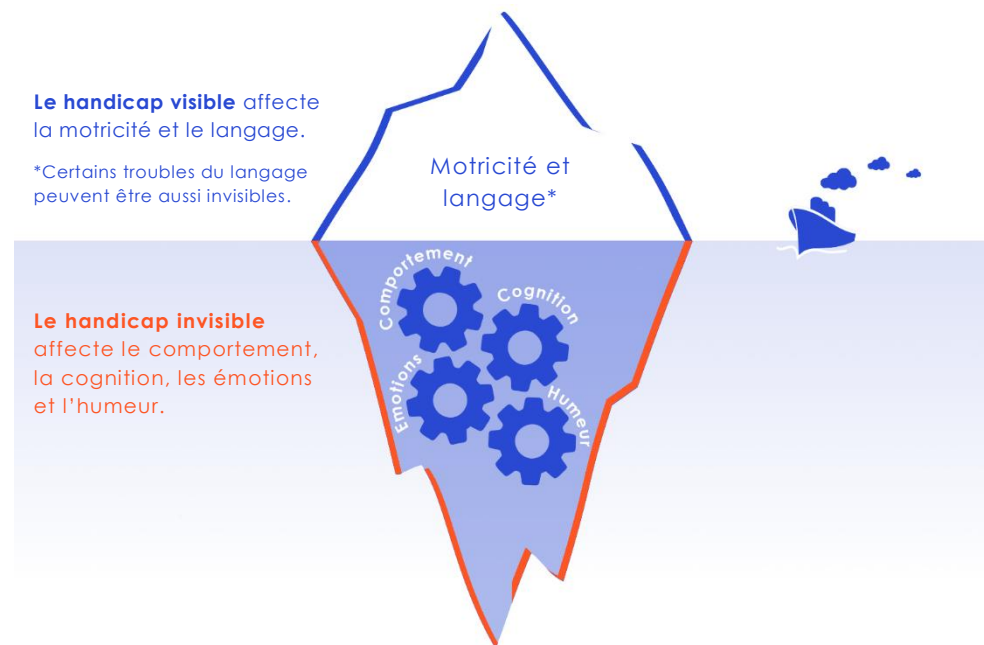 Le handicap visible affecte
la motricité et le langage.
*Certains troubles du langage
peuvent être aussi invisibles.
Motricité et
langage*
Le handicap invisible
affecte le comportement,
la cognition, les émotions
et l’humeur.
Comportement
Cognition
Emotions
Humeur